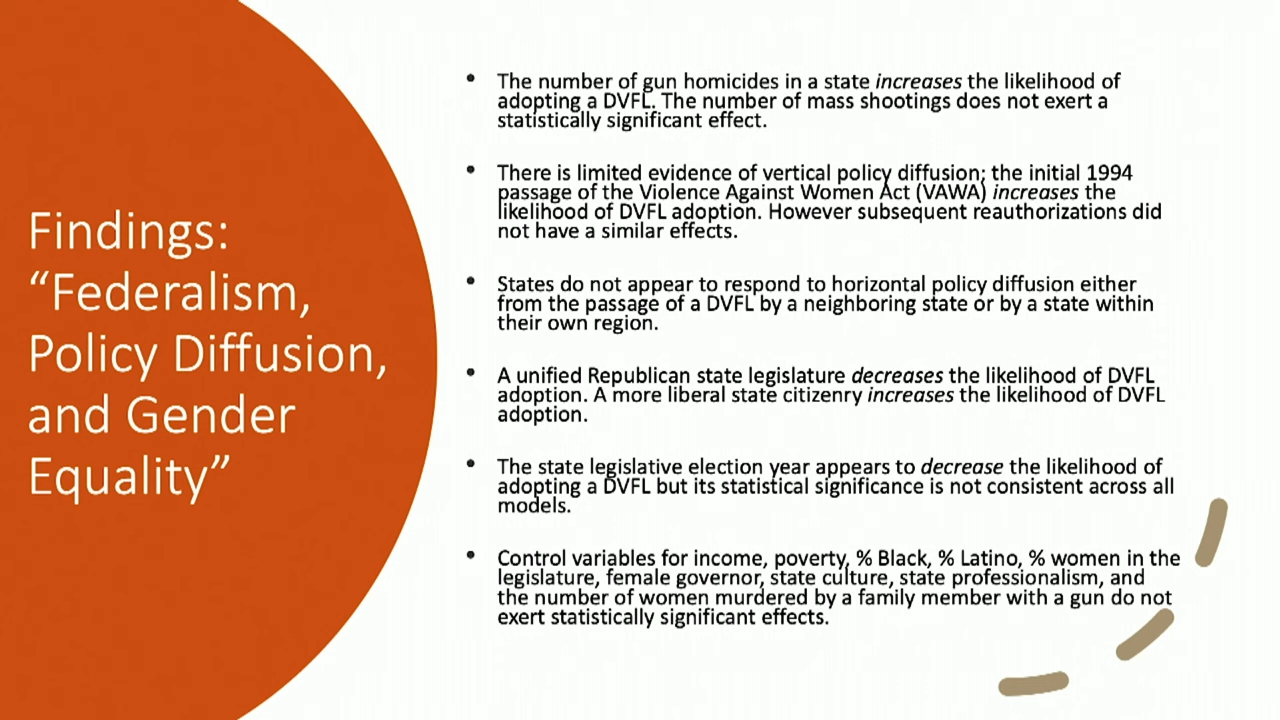 Findings:
“Federalism,
Policy Diffusion,
and Gender
Equality”
• The number of gun homicides in a state increases the likelihood of
adopting a DVFL. The number of mass shootings does not exert a
statistically significant effect.
• There is limited evidence of vertical policy diffusion; the initial 1994
passage of the Violence Against Women Act (VAWA) increases the
likelihood of DVFL adoption. However subsequent reauthorizations did
not have a similar effects.
• States do not appear to respond to horizontal policy diffusion either
from the passage of a DVFL by a neighboring state or by a state within
their own region.
• A unified Republican state legislature decreases the likelihood of DVFL
adoption. A more liberal state citizenry increases the likelihood of DVFL
adoption.
• The state legislative election year appears to decrease the likelihood of
adopting a DVFL but its statistical significance is not consistent across all
models.
• Control variables for income, poverty, % Black, % Latino, % women in the
legislature, female governor, state culture, state professionalism, and
the number of women murdered by a family member with a gun do not
exert statistically significant effects.